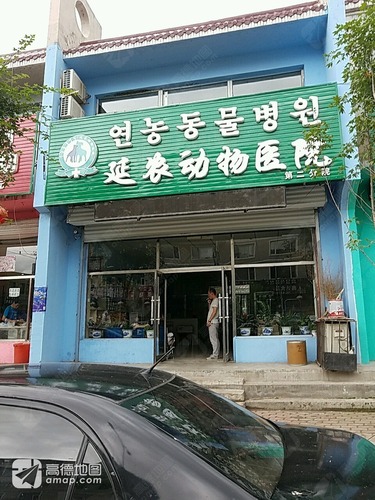 연농동물병원
延农动物医院
第二分院
高德地图
amap.com